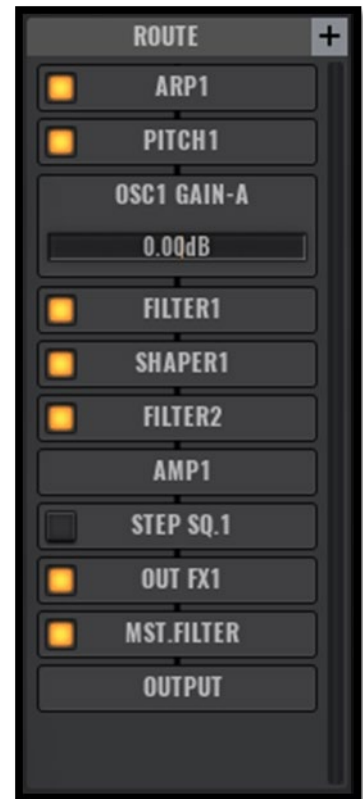 ROUTE +
ARP1
PITCH1
OSC1 GAIN-A
0.00dB
FILTER1
SHAPER1
FILTER2
AMP1
STEP SQ.1
OUT FX1
MST.FILTER
OUTPUT